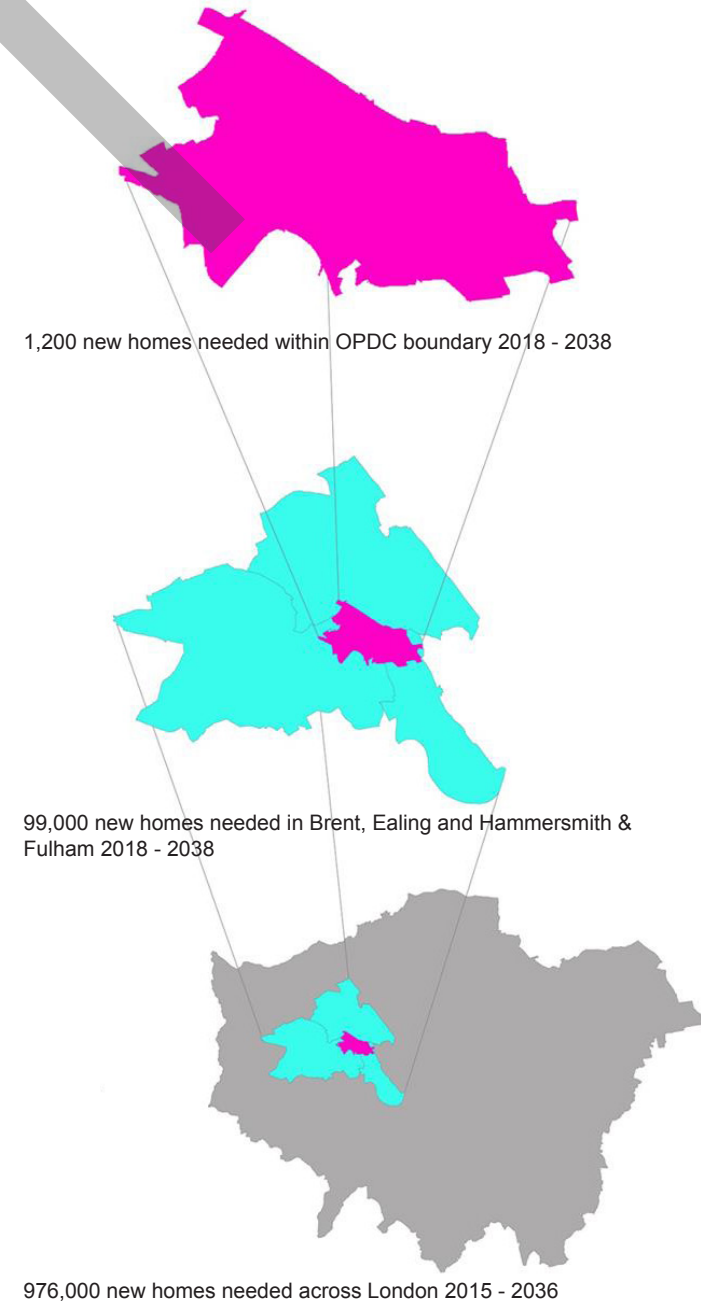 1,200 new homes needed within OPDC boundary 2018 - 2038
99,000 new homes needed in Brent, Ealing and Hammersmith &
Fulham 2018 - 2038
976,000 new homes needed across London 2015 - 2036